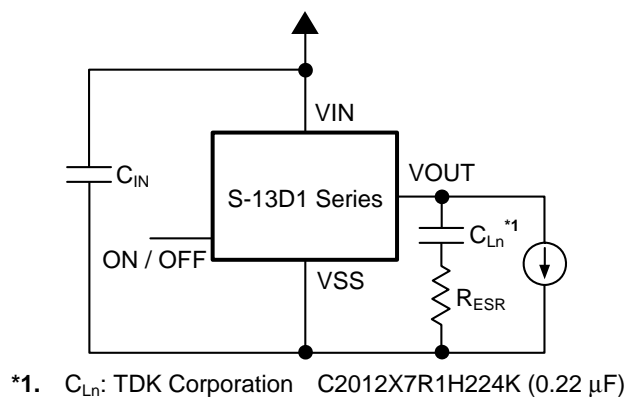 VIN
VOUT
C_IN
S-13D1 Series
C_Ln *1
ON / OFF
VSS
R_ESR
*1. C_Ln: TDK Corporation C2012X7R1H224K (0.22 μF)